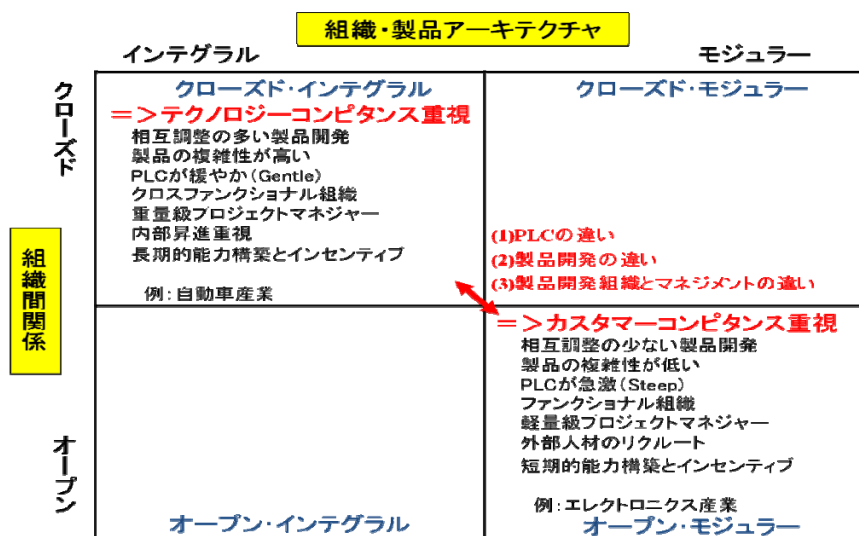 組織・製品アーキテクチャ
インテグラル
モジュラー
クローズド
組織間関係
オープン
クローズド・インテグラル
=>テクノロジーコンピタンス重視
相互調整の多い製品開発
製品の複雑性が高い
PLCが緩やか(Gentle)
クロスファンクショナル組織
重量級プロジェクトマネジャー
内部昇進重視
長期的能力構築とインセンティブ
例:自動車産業
クローズド・モジュラー
(1)PLCの違い
(2)製品開発の違い
(3)製品開発組織とマネジメントの違い
=>カスタマーコンピタンス重視
相互調整の少ない製品開発
製品の複雑性が低い
PLCが急激(Steep)
ファンクショナル組織
軽量級プロジェクトマネジャー
外部人材のリクルート
短期的能力構築とインセンティブ
例:エレクトロニクス産業
オープン・インテグラル
オープン・モジュラー